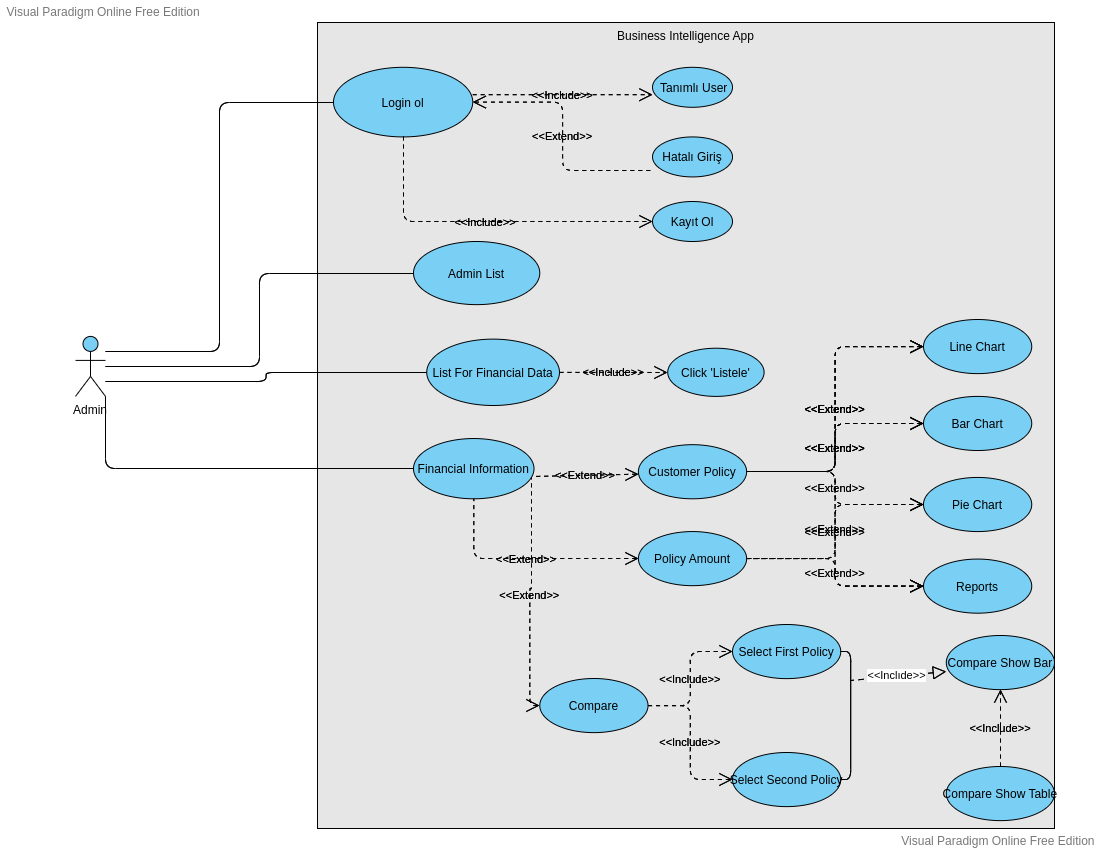 Visual Paradigm Online Free Edition
Business Intelligence App
Login ol
<<Include>>
Tanımlı User
<<Extend>>
Hatalı Giriş
<<Include>>
Kayıt Ol
Admin List
Admin
List For Financial Data
<<Include>>
Click 'Listele'
Line Chart
<<Extend>>
Bar Chart
<<Extend>>
Financial Information
<<Extend>>
Customer Policy
<<Extend>>
Pie Chart
<<Extend>>
<<Extend>>
<<Extend>>
Policy Amount
<<Extend>>
Reports
<<Extend>>
Select First Policy
Compare Show Bar
<<Include>>
<<Include>>
Compare
<<Include>>
<<Include>>
Select Second Policy
Compare Show Table
Visual Paradigm Online Free Edition